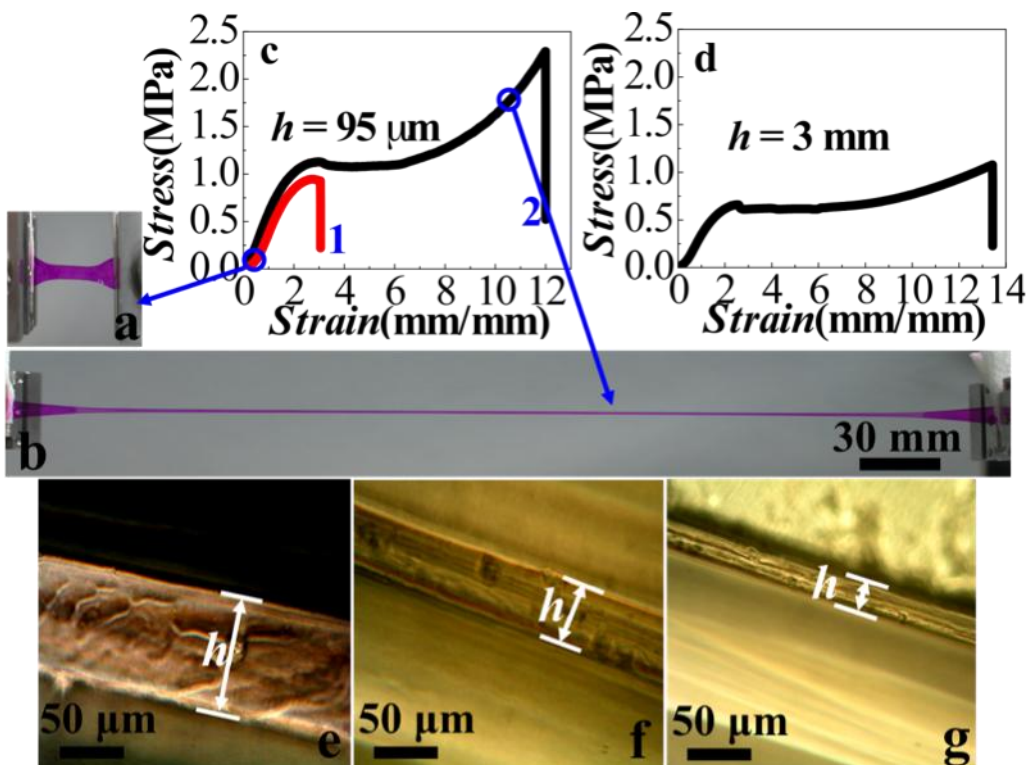 c
2.5
2.0
1.5
1.0
0.5
0.0
Stress(MPa)
h = 95 μm
1
2
0 2 4 6 8 10 12
Strain(mm/mm)
d
2.5
2.0
1.5
1.0
0.5
0.0
Stress(MPa)
h = 3 mm
0 2 4 6 8 10 12 14
Strain(mm/mm)
a
b
30 mm
h
50 μm
e
h
50 μm
f
h
50 μm
g